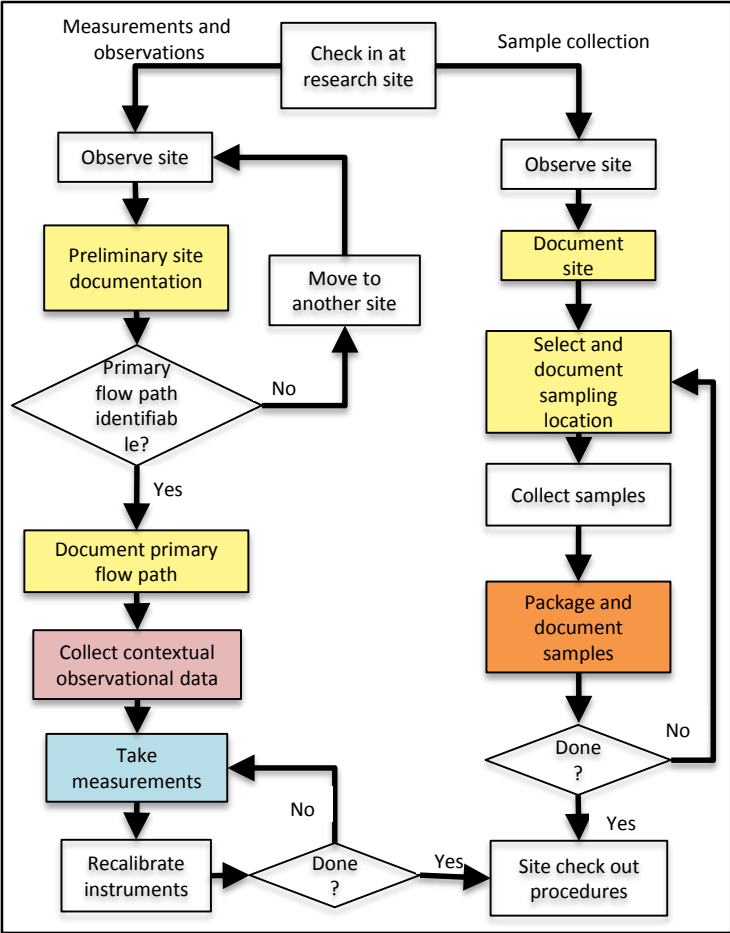 Measurements and
observations
Check in at
research site
Sample collection
Observe site
Preliminary site
documentation
Move to
another site
Primary
flow path
identifiab
le?
No
Yes
Document primary
flow path
Collect contextual
observational data
Take
measurements
No
Recalibrate
instruments
Done
?
Yes
Observe site
Document
site
Select and
document
sampling
location
Collect samples
Package and
document
samples
Done
?
No
Yes
Site check out
procedures